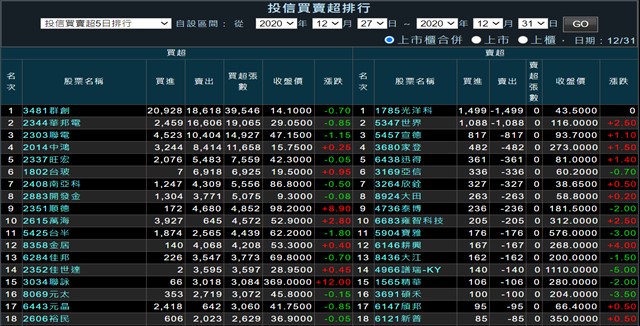 投信買賣超排行
投信買賣超5日排行 自設區間： 從 2020 年 12 月 27 日 ~ 2020 年 12 月 31 日 GO
上市櫃合併 上市 上櫃 · 日期：12/31
買超 賣超
名次 股票名稱 買進 賣出 買超張數 收盤價 漲跌 名次 股票名稱 買進 賣出 賣超張數 收盤價 漲跌
1 3481群創 20,928 18,618 39,546 14.1000 -0.70 1 1785光洋科 1,499 -1,499 0 43.5000 0
2 2344華邦電 2,459 16,606 19,065 29.0500 -0.85 2 5347世界 1,088 -1,088 0 116.0000 +2.50
3 2303聯電 4,523 10,404 14,927 47.1500 -1.15 3 5457宣德 817 -817 0 93.7000 +1.10
4 2014中鴻 3,244 8,414 11,658 15.7500 +0.25 4 3680家登 482 -482 0 273.0000 +1.50
5 2337旺宏 2,076 5,483 7,559 42.3000 -0.05 5 6438迅得 361 -361 0 81.0000 +1.40
6 1802台玻 7 6,918 6,925 19.5500 +0.95 6 3169亞信 336 -336 0 60.2000 -0.70
7 2408南亞科 1,247 4,309 5,556 86.8000 -0.50 7 3264欣銓 327 -327 0 38.6500 +0.50
8 2883開發金 1,304 3,771 5,075 9.3000 -0.08 8 8924大田 263 -263 0 58.8000 +0.20
9 2351順德 172 4,680 4,852 98.2000 +8.90 9 4736泰博 236 -236 0 181.5000 -2.00
10 2615萬海 3,927 645 4,572 52.9000 +2.80 10 6683雍智科技 205 -205 0 312.0000 +2.50
11 5425台半 1,874 2,565 4,439 62.2000 -1.80 11 5904寶雅 176 -176 0 576.0000 -3.00
12 8358金居 140 4,068 4,208 53.3000 +0.40 12 6146耕興 167 -167 0 268.0000 +4.00
13 6284佳邦 226 3,547 3,773 69.8000 -0.70 13 8436大江 162 -162 0 200.0000 -1.50
14 2352佳世達 2 3,595 3,597 28.9500 +0.45 14 4966譜瑞-KY 140 -140 0 1110.0000 -5.00
15 3034聯詠 66 3,018 3,084 369.0000 +12.00 15 1565精華 106 -106 0 280.0000 -2.00
16 8069元太 353 2,719 3,072 45.8000 -0.15 16 3691碩禾 100 -100 0 204.0000 -3.50
17 6443元晶 2,418 642 3,060 41.7500 -0.85 17 6147頎邦 95 -95 0 66.4000 +0.50
18 2606裕民 606 2,023 2,629 36.9000 -0.50 18 6121新普 85 -85 0 350.0000 +0.50